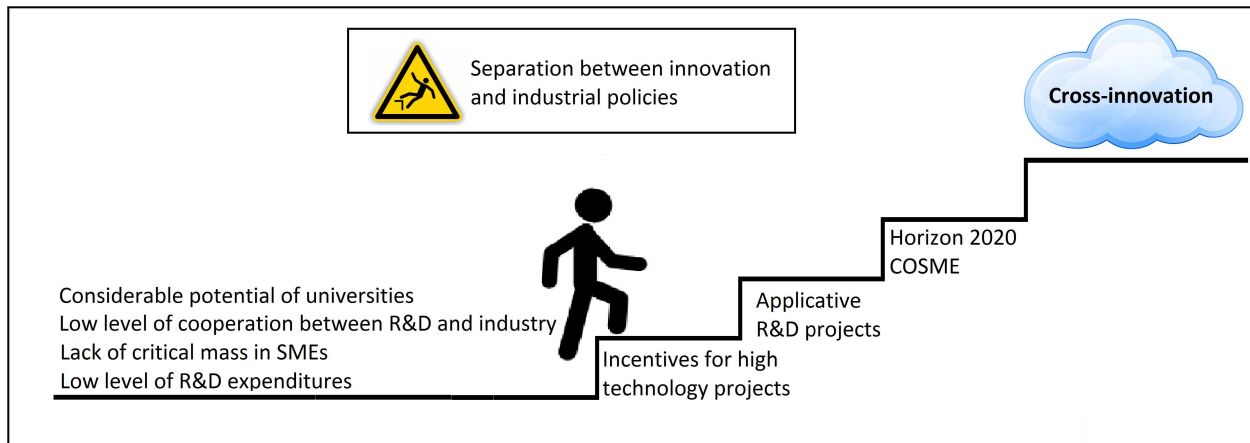 Separation between innovation
and industrial policies
Cross-innovation
Horizon 2020
COSME
Considerable potential of universities
Low level of cooperation between R&D and industry
Lack of critical mass in SMEs
Low level of R&D expenditures
Applicative
R&D projects
Incentives for high
technology projects